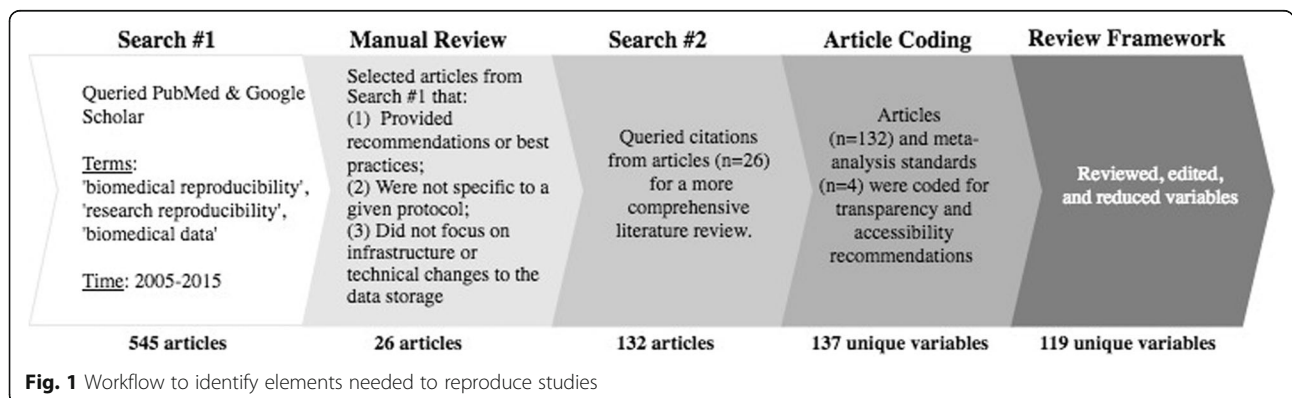 Search #1
Queried PubMed & Google
Scholar
Terms:
'biomedical reproducibility',
'research reproducibility',
'biomedical data'
Time: 2005-2015
545 articles
Manual Review
Selected articles from
Search #1 that:
(1) Provided
recommendations or best
practices;
(2) Were not specific to a
given protocol;
(3) Did not focus on
infrastructure or
technical changes to the
data storage
26 articles
Search #2
Queried citations
from articles (n=26)
for a more
comprehensive
literature review.
132 articles
Article Coding
Articles
(n=132) and meta-
analysis standards
(n=4) were coded for
transparency and
accessibility
recommendations
137 unique variables
Review Framework
Reviewed, edited,
and reduced variables
119 unique variables
Fig. 1 Workflow to identify elements needed to reproduce studies